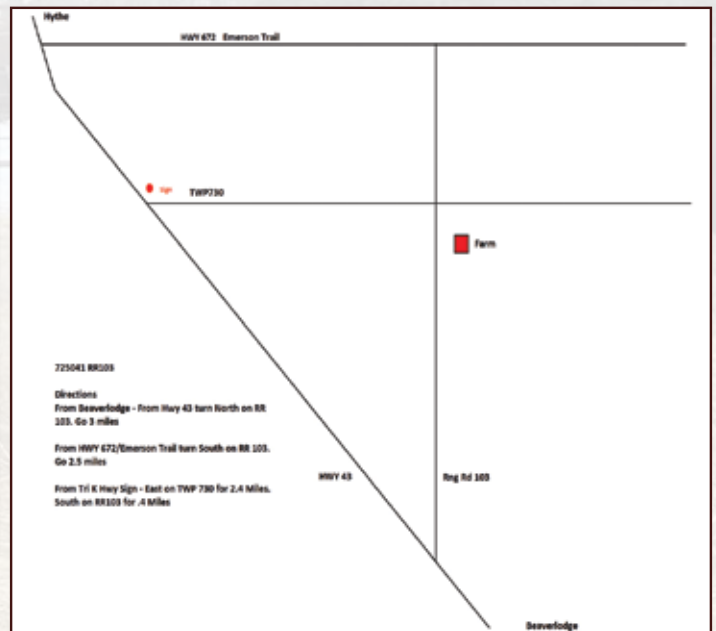 Hythe
HWY 672 Emerson Trail
Sign
TWP730
Farm
725041 RR103
Directions
From Beaverlodge - From Hwy 43 turn North on RR
103. Go 3 miles
From HWY 672/Emerson Trail turn South on RR 103.
Go 2.5 miles
From Tri K Hwy Sign - East on TWP 730 for 2.4 Miles.
South on RR103 for .4 Miles
HWY 43
Rng Rd 103
Beaverlodge